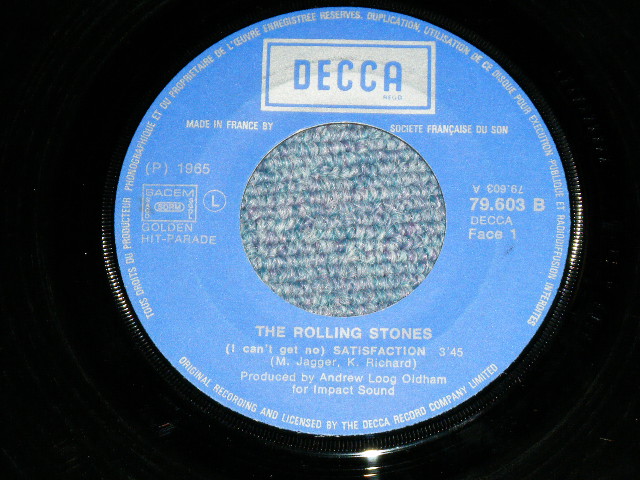 TOUS DROITS DU PRODUCTEUR PHONOGRAPHIQUE ET DU PROPRIETAIRE DE L'ŒUVRE ENREGISTREE RESERVES. DUPLICATION, UTILISATION DE CE DISQUE POUR EXECUTION PUBLIQUE ET RADIODIFFUSION INTERDITES
DECCA
REGD
MADE IN FRANCE BY
SOCIETE FRANÇAISE DU SON
(P) 1965
SACEM
SDRM
L
GOLDEN
HIT-PARADE
79.603 A
79.603 B
DECCA
Face 1
THE ROLLING STONES
(I can't get no) SATISFACTION 3'45
(M. Jagger, K. Richard)
Produced by Andrew Loog Oldham
for Impact Sound
ORIGINAL RECORDING AND LICENSED BY THE DECCA RECORD COMPANY LIMITED